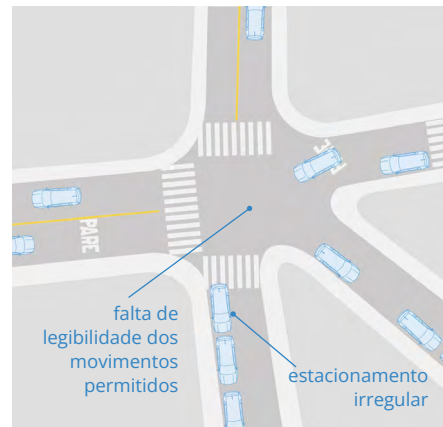 PARE
falta de
legibilidade dos
movimentos
permitidos
estacionamento
irregular